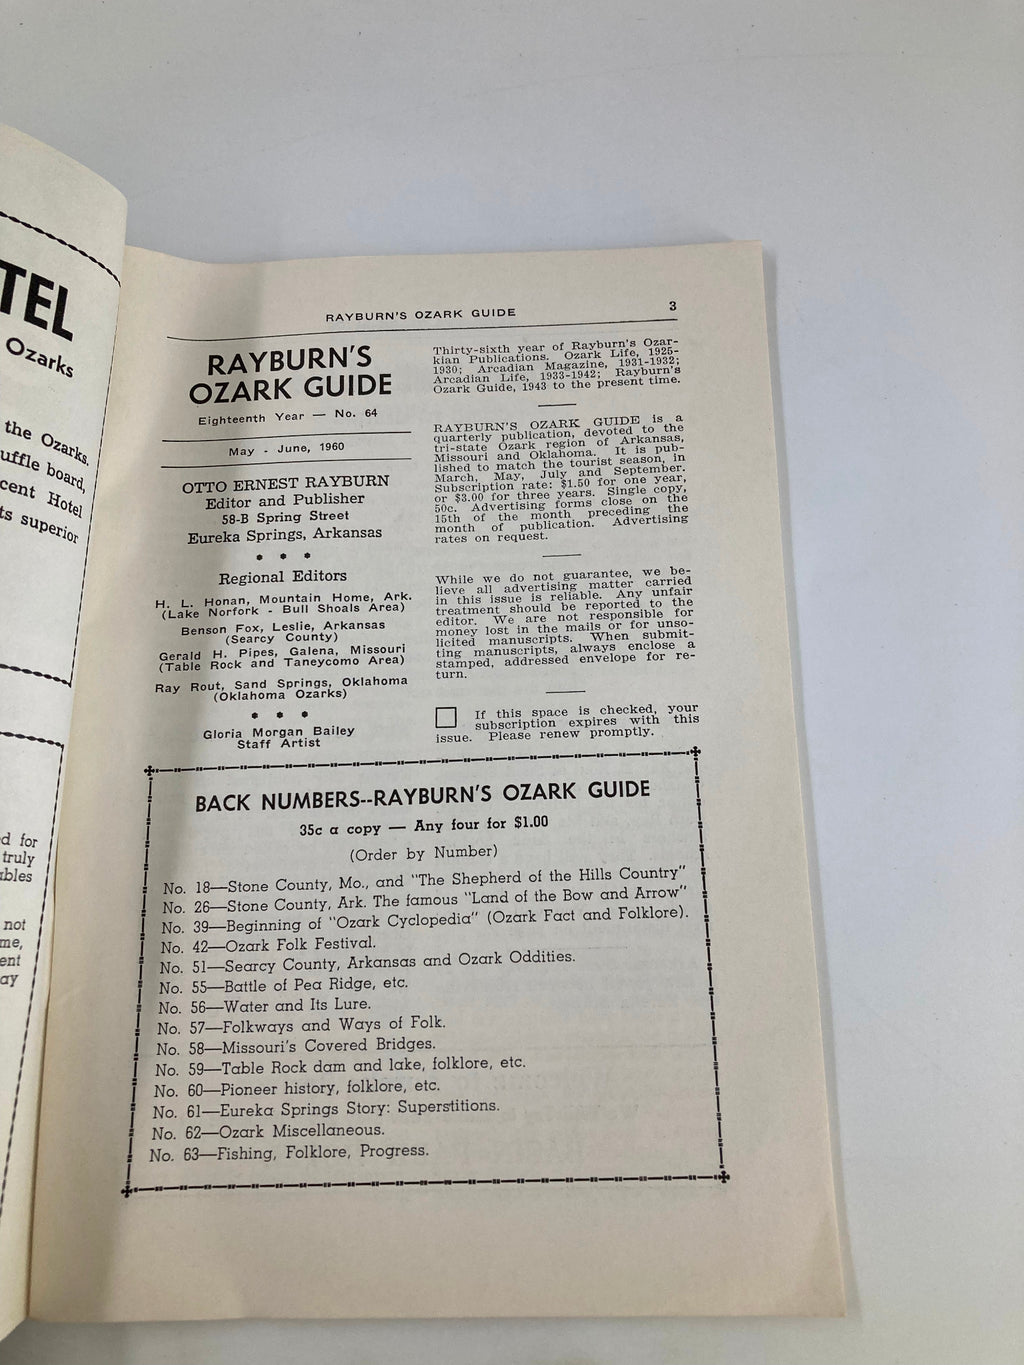 TEL
Ozarks
the Ozarks.
uffle board,
cent Hotel
ts superior
d for
truly
ables
not
me,
ent
ay
RAYBURN'S OZARK GUIDE 3
RAYBURN'S
OZARK GUIDE
Eighteenth Year — No. 64
May - June, 1960
OTTO ERNEST RAYBURN
Editor and Publisher
58-B Spring Street
Eureka Springs, Arkansas
* * *
Regional Editors
H. L. Honan, Mountain Home, Ark.
(Lake Norfork - Bull Shoals Area)
Benson Fox, Leslie, Arkansas
(Searcy County)
Gerald H. Pipes, Galena, Missouri
(Table Rock and Taneycomo Area)
Ray Rout, Sand Springs, Oklahoma
(Oklahoma Ozarks)
* * *
Gloria Morgan Bailey
Staff Artist
Thirty-sixth year of Rayburn's Ozar-
kian Publications. Ozark Life, 1925-
1930; Arcadian Magazine, 1931-1932;
Arcadian Life, 1933-1942; Rayburn's
Ozark Guide, 1943 to the present time.
RAYBURN'S OZARK GUIDE is a
quarterly publication, devoted to the
tri-state Ozark region of Arkansas,
Missouri and Oklahoma. It is pub-
lished to match the tourist season, in
March, May, July and September.
Subscription rate: $1.50 for one year,
or $3.00 for three years. Single copy,
50c. Advertising forms close on the
15th of the month preceding the
month of publication. Advertising
rates on request.
While we do not guarantee, we be-
lieve all advertising matter carried
in this issue is reliable. Any unfair
treatment should be reported to the
editor. We are not responsible for
money lost in the mails or for unso-
licited manuscripts. When submit-
ting manuscripts, always enclose a
stamped, addressed envelope for re-
turn.
If this space is checked, your
subscription expires with this
issue. Please renew promptly.
BACK NUMBERS--RAYBURN'S OZARK GUIDE
35c a copy — Any four for $1.00
(Order by Number)
No. 18—Stone County, Mo., and "The Shepherd of the Hills Country"
No. 26—Stone County, Ark. The famous "Land of the Bow and Arrow"
No. 39—Beginning of "Ozark Cyclopedia" (Ozark Fact and Folklore).
No. 42—Ozark Folk Festival.
No. 51—Searcy County, Arkansas and Ozark Oddities.
No. 55—Battle of Pea Ridge, etc.
No. 56—Water and Its Lure.
No. 57—Folkways and Ways of Folk.
No. 58—Missouri's Covered Bridges.
No. 59—Table Rock dam and lake, folklore, etc.
No. 60—Pioneer history, folklore, etc.
No. 61—Eureka Springs Story: Superstitions.
No. 62—Ozark Miscellaneous.
No. 63—Fishing, Folklore, Progress.